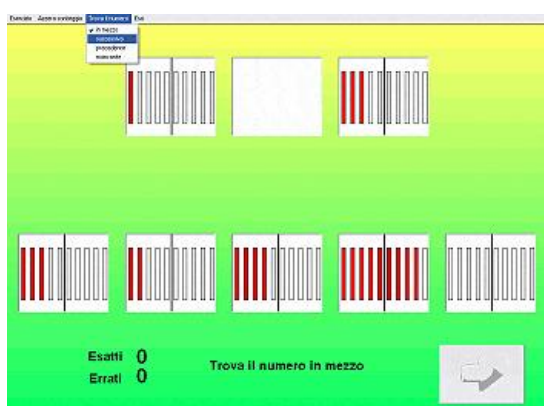 Esercizio Azzera conteggio Trova il numero Esci
in mezzo
successivo
precedente
mancante
Esatti 0
Errati 0
Trova il numero in mezzo